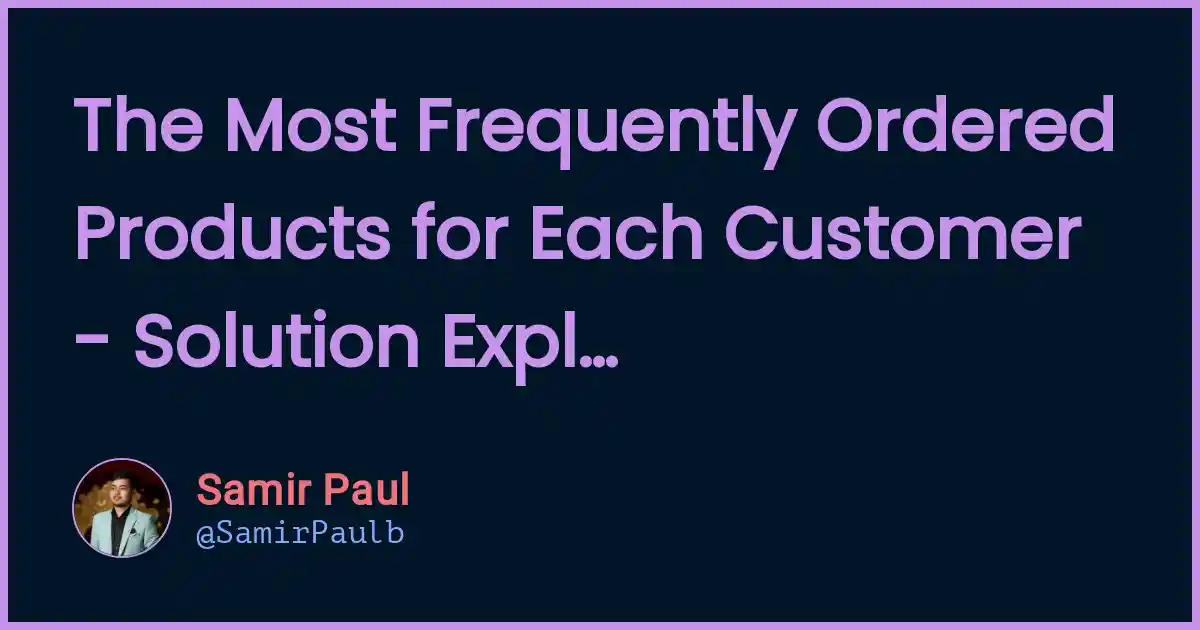 The Most Frequently Ordered
Products for Each Customer
- Solution Expl...
Samir Paul
@SamirPaulb